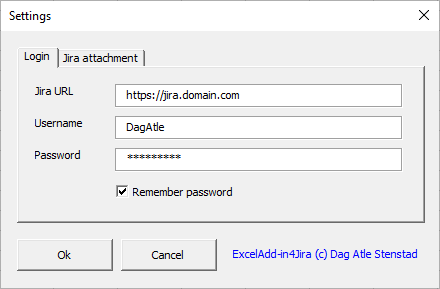 Settings
Login
Jira attachment
Jira URL
https://jira.domain.com
Username
DagAtle
Password
*********
Remember password
Ok
Cancel
ExcelAdd-in4Jira (c) Dag Atle Stenstad